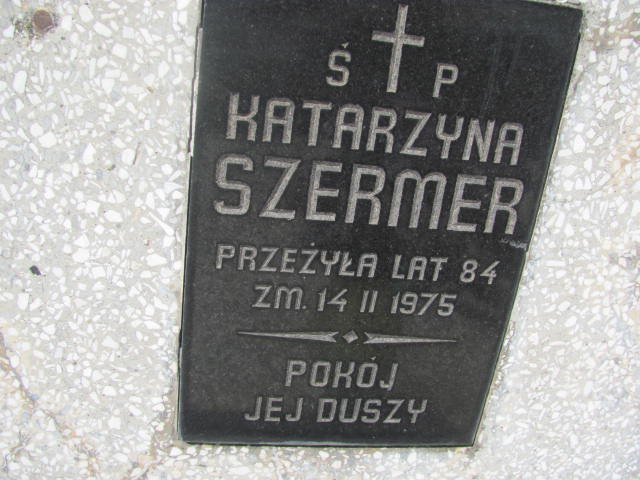 Ś P
KATARZYNA
SZERMER
PRZEŻYŁA LAT 84
ZM. 14 II 1975
POKÓJ
JEJ DUSZY